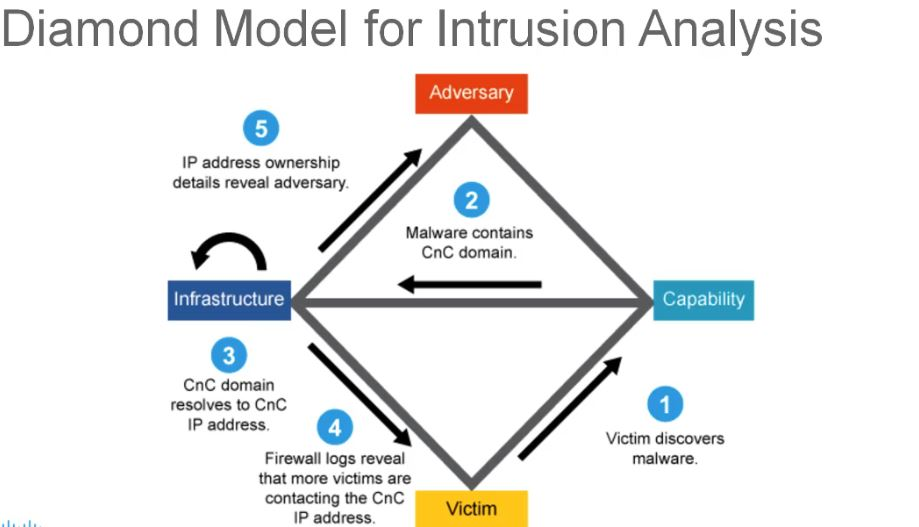 Diamond Model for Intrusion Analysis
Adversary
5
IP address ownership
details reveal adversary.
2
Malware contains
CnC domain.
Infrastructure
Capability
3
CnC domain
resolves to CnC
IP address.
4
Firewall logs reveal
that more victims are
contacting the CnC
IP address.
1
Victim discovers
malware.
Victim